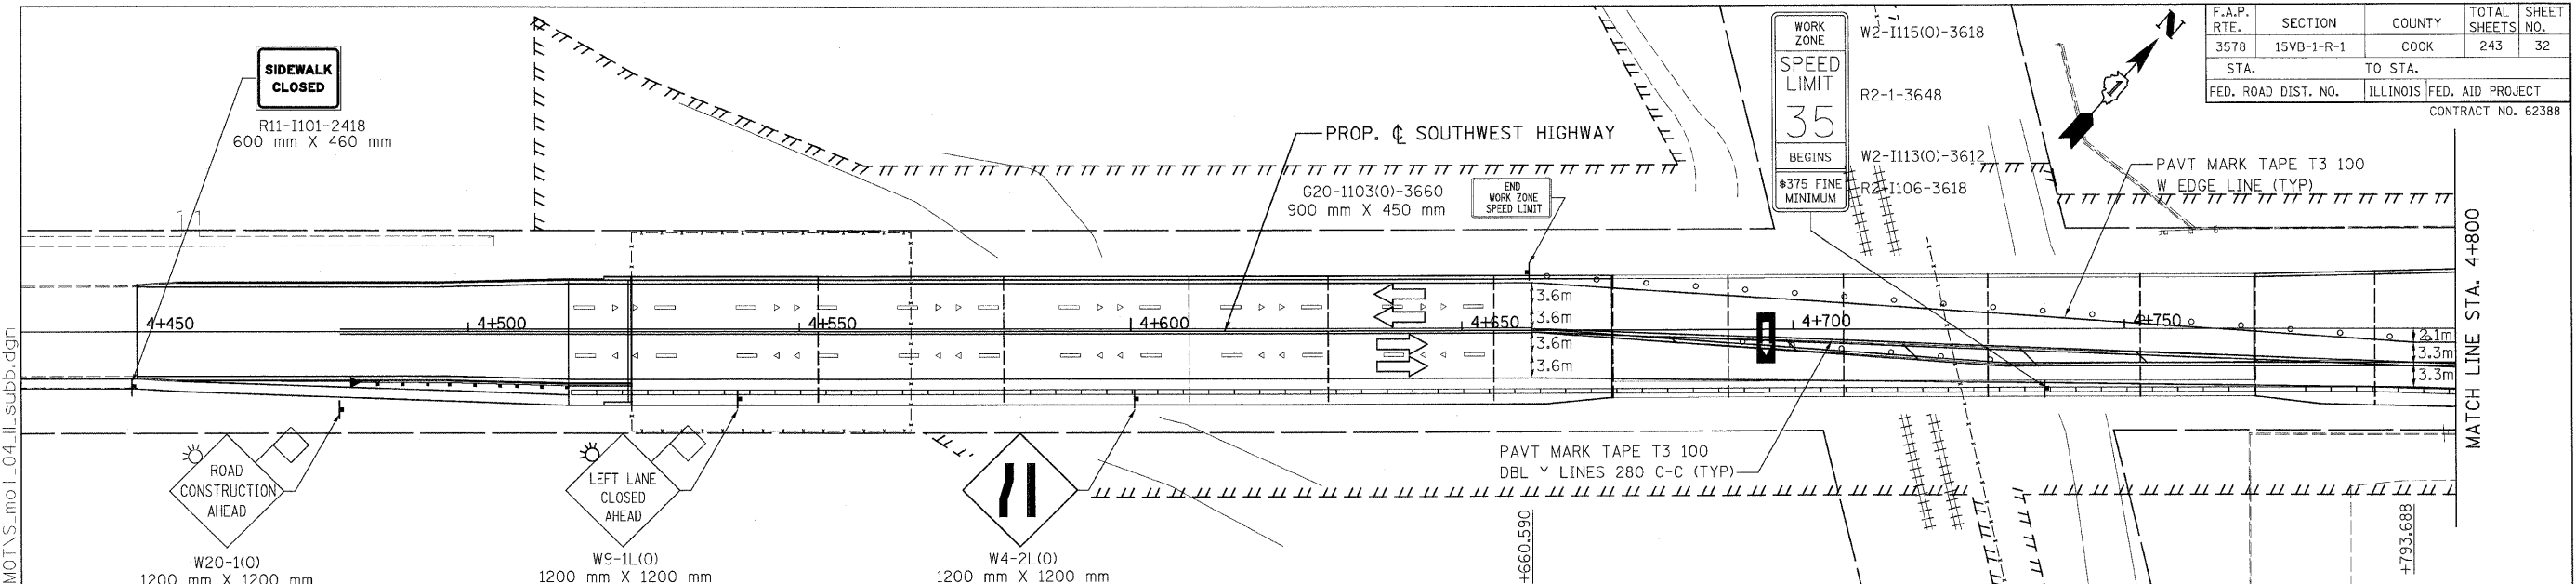 F.A.P. RTE. SECTION COUNTY TOTAL SHEETS SHEET NO.
3578 15VB-1-R-1 COOK 243 32
STA. TO STA.
FED. ROAD DIST. NO. ILLINOIS FED. AID PROJECT
CONTRACT NO. 62388
N
SIDEWALK
CLOSED
R11-I101-2418
600 mm X 460 mm
PROP. ℄ SOUTHWEST HIGHWAY
G20-1103(O)-3660
900 mm X 450 mm
END
WORK ZONE
SPEED LIMIT
WORK
ZONE
SPEED
LIMIT
35
BEGINS
$375 FINE
MINIMUM
W2-I115(O)-3618
R2-1-3648
W2-I113(O)-3612
R2-I106-3618
PAVT MARK TAPE T3 100
W EDGE LINE (TYP)
4+450
4+500
4+550
4+600
4+650
4+700
4+750
3.6m
3.6m
3.6m
3.6m
2.1m
3.3m
3.3m
MATCH LINE STA. 4+800
PAVT MARK TAPE T3 100
DBL Y LINES 280 C-C (TYP)
ROAD
CONSTRUCTION
AHEAD
W20-1(O)
1200 mm X 1200 mm
LEFT LANE
CLOSED
AHEAD
W9-1L(O)
1200 mm X 1200 mm
W4-2L(O)
1200 mm X 1200 mm
+660.590
+793.688
MOT\S_mot_04_II_subb.dgn